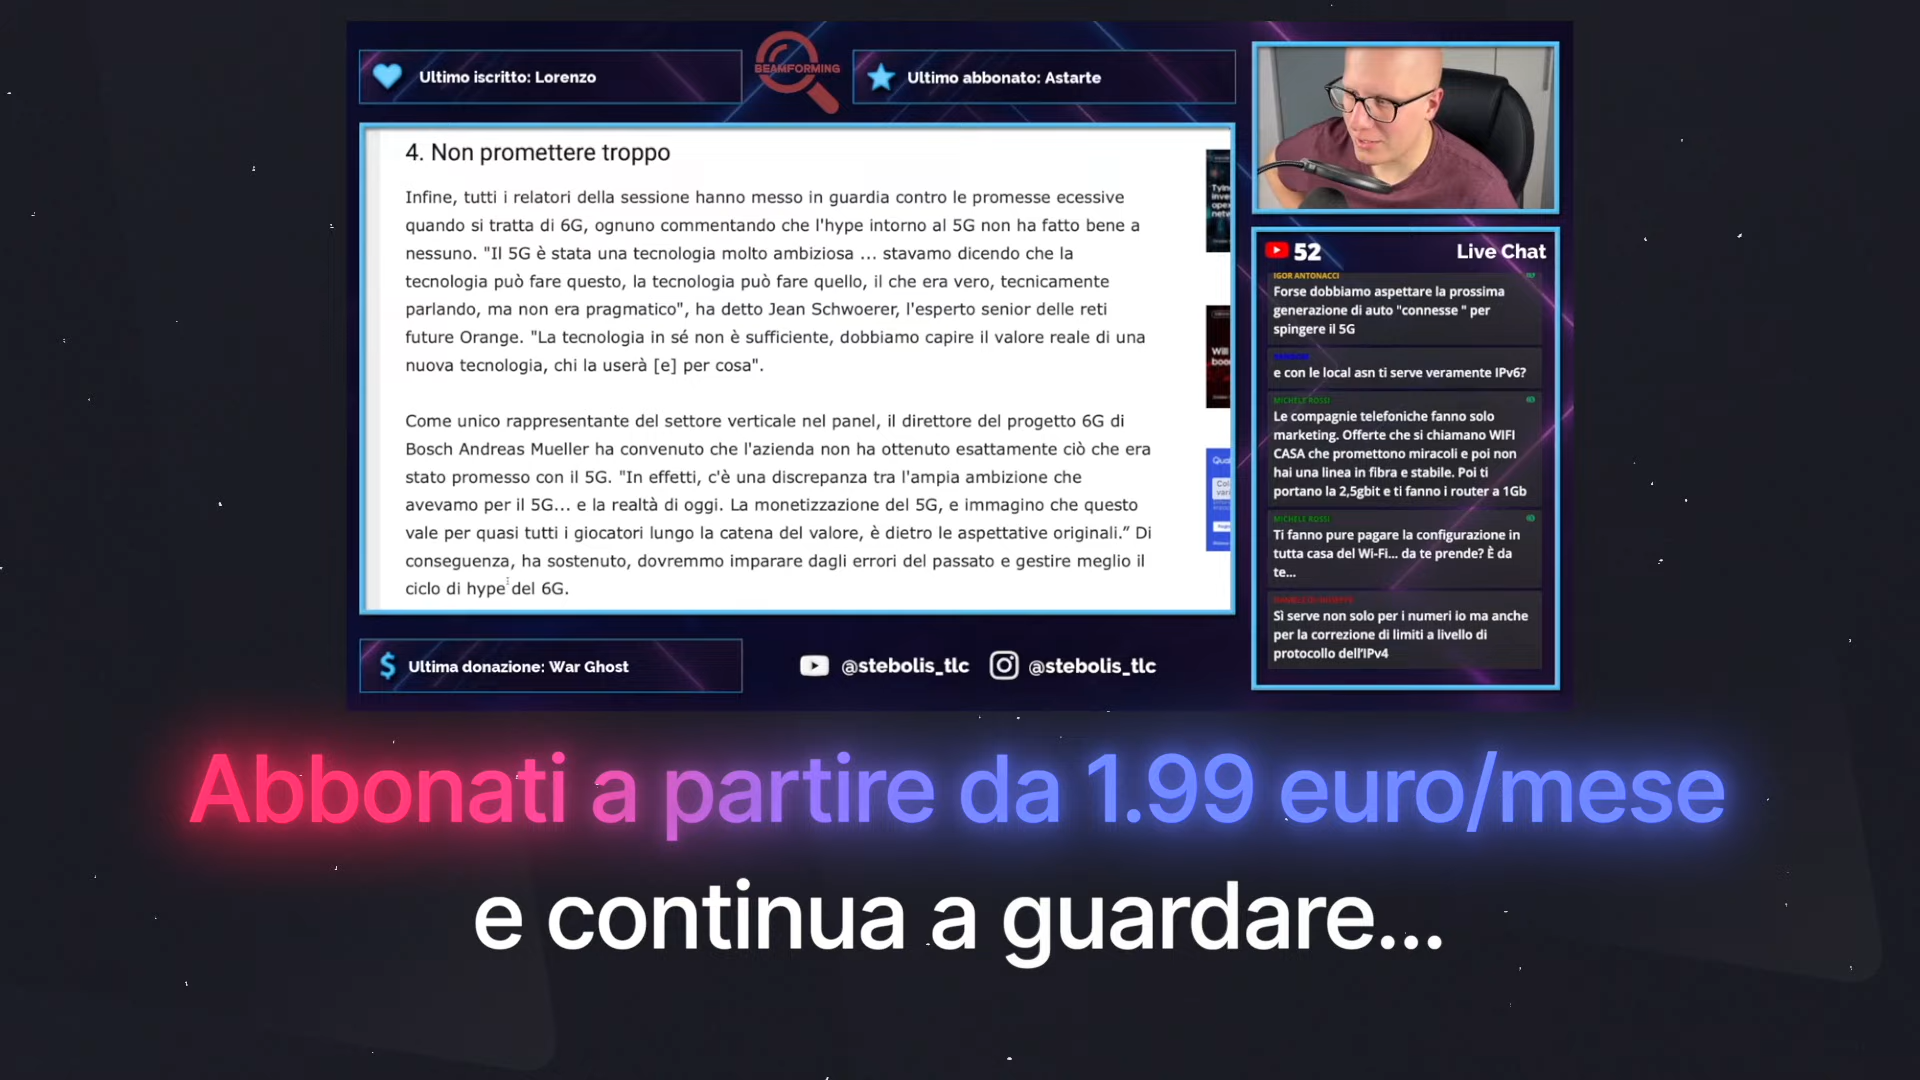 Ultimo iscritto: Lorenzo
BEAMFORMING
Ultimo abbonato: Astarte
4. Non promettere troppo
Infine, tutti i relatori della sessione hanno messo in guardia contro le promesse ecessive
quando si tratta di 6G, ognuno commentando che l'hype intorno al 5G non ha fatto bene a
nessuno. "Il 5G è stata una tecnologia molto ambiziosa ... stavamo dicendo che la
tecnologia può fare questo, la tecnologia può fare quello, il che era vero, tecnicamente
parlando, ma non era pragmatico", ha detto Jean Schwoerer, l'esperto senior delle reti
future Orange. "La tecnologia in sé non è sufficiente, dobbiamo capire il valore reale di una
nuova tecnologia, chi la userà [e] per cosa".
Come unico rappresentante del settore verticale nel panel, il direttore del progetto 6G di
Bosch Andreas Mueller ha convenuto che l'azienda non ha ottenuto esattamente ciò che era
stato promesso con il 5G. "In effetti, c'è una discrepanza tra l'ampia ambizione che
avevamo per il 5G... e la realtà di oggi. La monetizzazione del 5G, e immagino che questo
vale per quasi tutti i giocatori lungo la catena del valore, è dietro le aspettative originali.” Di
conseguenza, ha sostenuto, dovremmo imparare dagli errori del passato e gestire meglio il
ciclo di hype del 6G.
52 Live Chat
IGOR ANTONACCI
Forse dobbiamo aspettare la prossima
generazione di auto "connesse " per
spingere il 5G
e con le local asn ti serve veramente IPv6?
MICHELE ROSSI
Le compagnie telefoniche fanno solo
marketing. Offerte che si chiamano WIFI
CASA che promettono miracoli e poi non
hai una linea in fibra e stabile. Poi ti
portano la 2,5gbit e ti fanno i router a 1Gb
MICHELE ROSSI
Ti fanno pure pagare la configurazione in
tutta casa del Wi-Fi... da te prende? È da
te...
Sì serve non solo per i numeri io ma anche
per la correzione di limiti a livello di
protocollo dell'IPv4
Ultima donazione: War Ghost
@stebolis_tlc
@stebolis_tlc
Abbonati a partire da 1.99 euro/mese
e continua a guardare...